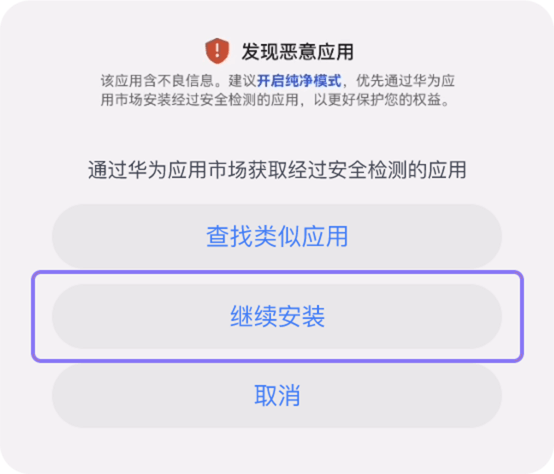 发现恶意应用
该应用含不良信息。建议开启纯净模式，优先通过华为应
用市场安装经过安全检测的应用，以更好保护您的权益。
通过华为应用市场获取经过安全检测的应用
查找类似应用
继续安装
取消